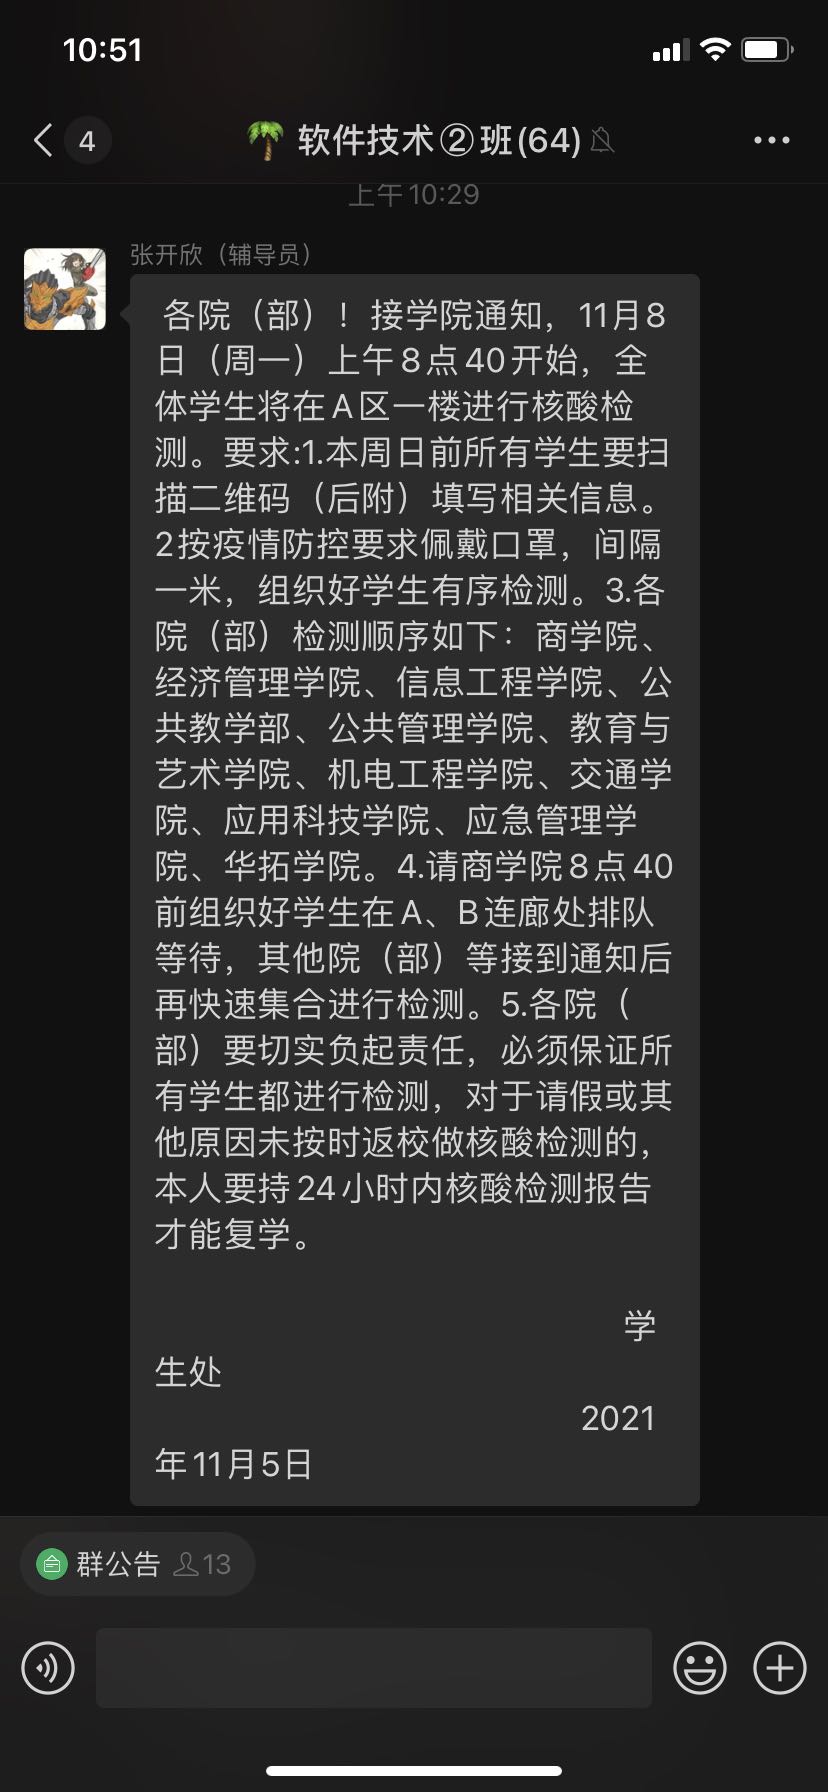 10:51
4
🌴 软件技术②班(64)
上午10:29
张开欣（辅导员）
各院（部）！接学院通知，11月8
日（周一）上午8点40开始，全
体学生将在A区一楼进行核酸检
测。要求:1.本周日前所有学生要扫
描二维码（后附）填写相关信息。
2按疫情防控要求佩戴口罩，间隔
一米，组织好学生有序检测。3.各
院（部）检测顺序如下：商学院、
经济管理学院、信息工程学院、公
共教学部、公共管理学院、教育与
艺术学院、机电工程学院、交通学
院、应用科技学院、应急管理学
院、华拓学院。4.请商学院8点40
前组织好学生在A、B连廊处排队
等待，其他院（部）等接到通知后
再快速集合进行检测。5.各院（
部）要切实负起责任，必须保证所
有学生都进行检测，对于请假或其
他原因未按时返校做核酸检测的，
本人要持24小时内核酸检测报告
才能复学。
学
生处
2021
年11月5日
群公告 13